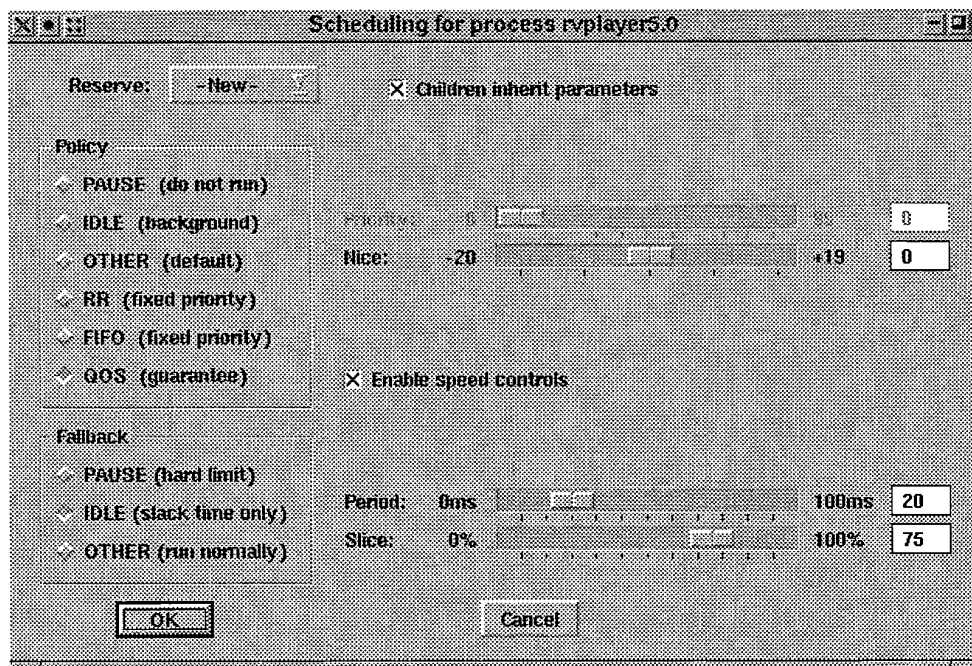 Scheduling for process rvplayer5.0
Reserve: -New-
Children inherit parameters
Policy
PAUSE (do not run)
IDLE (background)
OTHER (default)
RR (fixed priority)
FIFO (fixed priority)
QOS (guarantee)
Priority: 0 0
Nice: -20 +19 0
Enable speed controls
Fallback
PAUSE (hard limit)
IDLE (slack time only)
OTHER (run normally)
Period: 0ms 100ms 20
Slice: 0% 100% 75
OK
Cancel